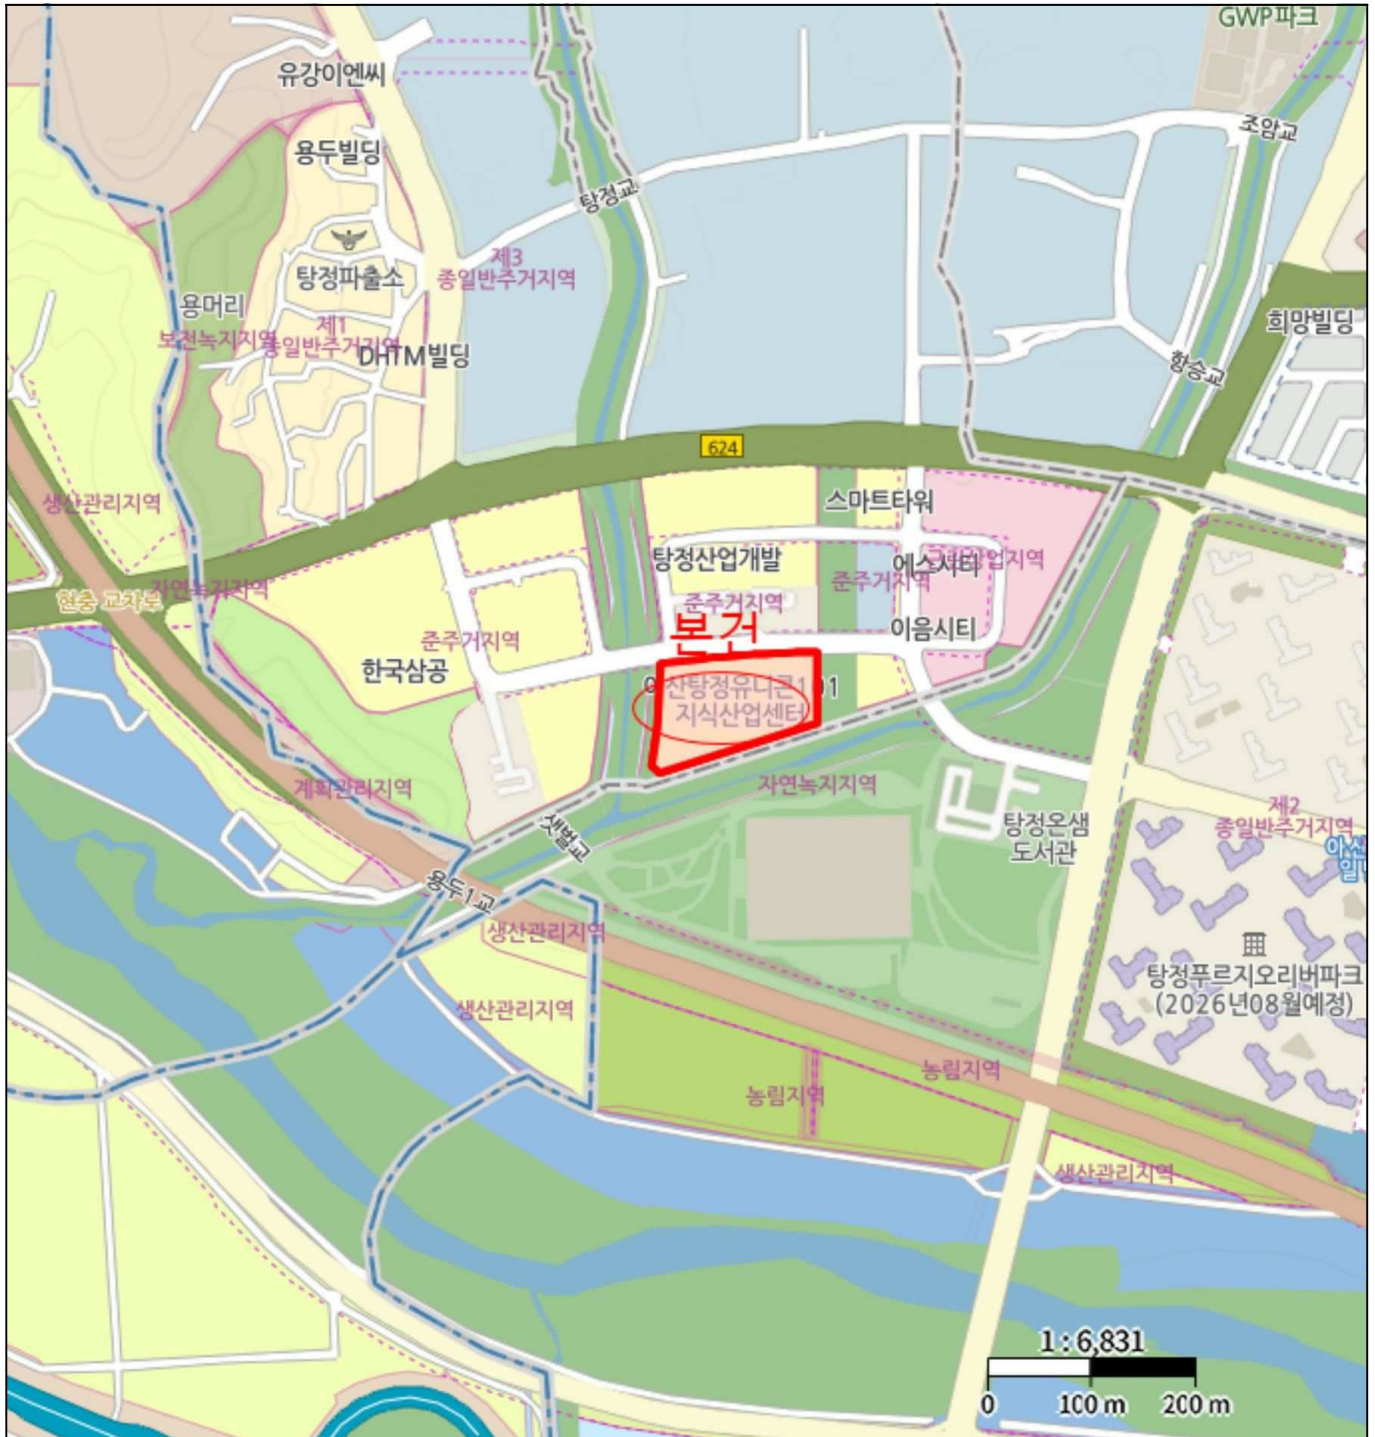 GWP파크
유강이엔씨
조암교
용두빌딩
탕정교
제3
종일반주거지역
탕정파출소
용머리
보전녹지지역
제1
종일반주거지역
희망빌딩
DHTM빌딩
항승교
624
생산관리지역
스마트타워
탕정산업개발
에스시티
준주거지역
자연녹지지역
현충 교차로
준주거지역
본건
이음시티
준주거지역
한국삼공
산탕정유니콘101
지식산업센터
계획관리지역
자연녹지지역
제2
종일반주거지역
탕정온샘
도서관
샛벌교
용두1교
생산관리지역
탕정푸르지오리버파크
(2026년08월예정)
생산관리지역
농림지역
농림지역
생산관리지역
1 : 6,831
0 100 m 200 m